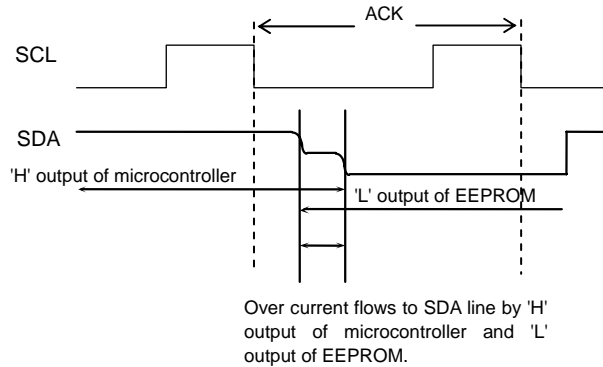 ACK
SCL
SDA
'H' output of microcontroller
'L' output of EEPROM
Over current flows to SDA line by 'H'
output of microcontroller and 'L'
output of EEPROM.